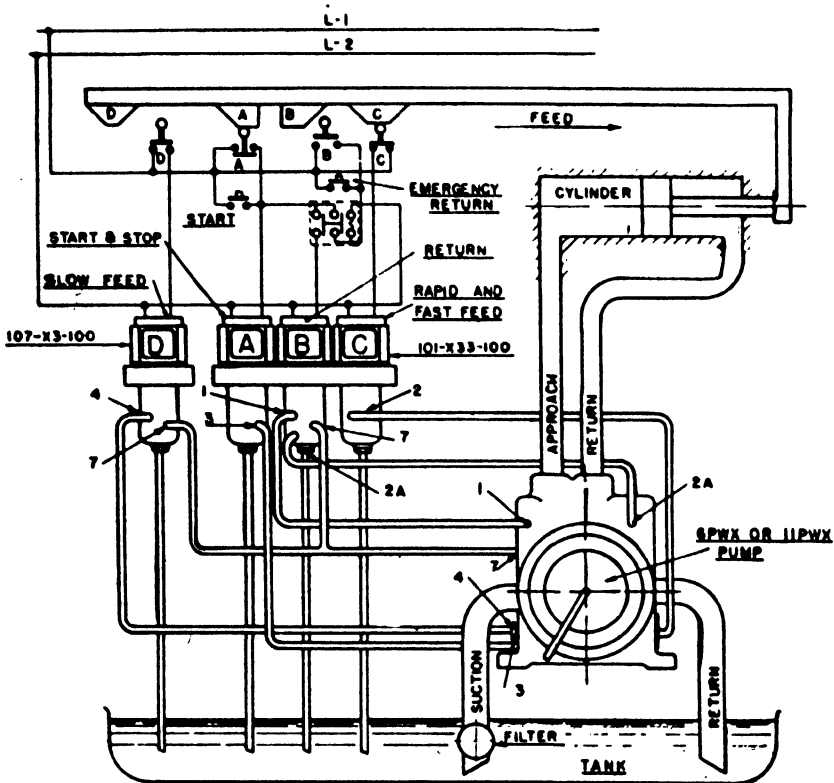 L-1
L-2
D
A
B
C
FEED
D
A
B
C
EMERGENCY
RETURN
START
CYLINDER
START & STOP
RETURN
SLOW FEED
RAPID AND
FAST FEED
107-X3-100
D
A
B
C
101-X33-100
4
1
2
3
7
7
2A
APPROACH
RETURN
1
2A
6PWX OR 11PWX
PUMP
7
4
3
SUCTION
RETURN
FILTER
TANK